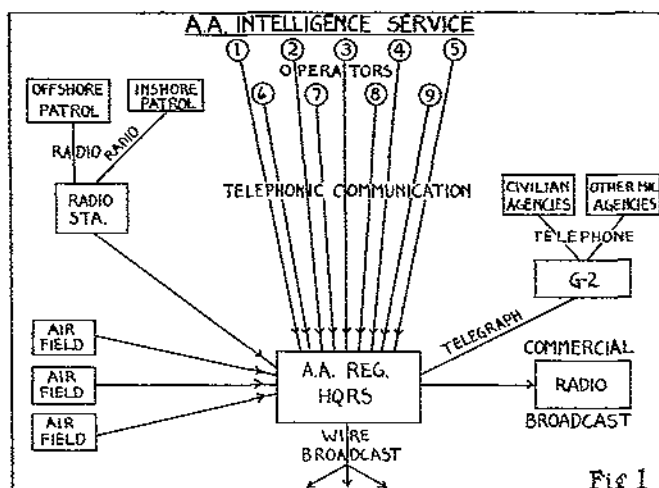 A.A. INTELLIGENCE SERVICE
1 2 3 4 5
OPERAITORS
6 7 8 9
OFFSHORE
PATROL
INSHORE
PATROL
RADIO
RADIO
RADIO
STA.
TELEPHONIC COMMUNICATION
CIVILIAN
AGENCIES
OTHER MIL.
AGENCIES
TELEPHONE
G-2
TELEGRAPH
AIR
FIELD
AIR
FIELD
AIR
FIELD
A.A. REG.
HQRS
COMMERCIAL
RADIO
BROADCAST
WIRE
BROADCAST
Fig 1